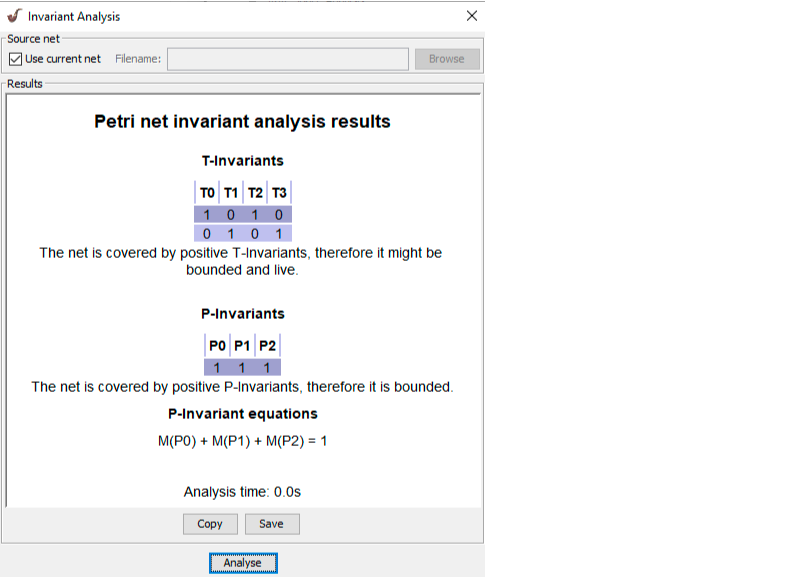 Invariant Analysis
Source net
Use current net Filename: Browse
Results
Petri net invariant analysis results
T-Invariants
T0 T1 T2 T3
1 0 1 0
0 1 0 1
The net is covered by positive T-Invariants, therefore it might be
bounded and live.
P-Invariants
P0 P1 P2
1 1 1
The net is covered by positive P-Invariants, therefore it is bounded.
P-Invariant equations
M(P0) + M(P1) + M(P2) = 1
Analysis time: 0.0s
Copy Save
Analyse